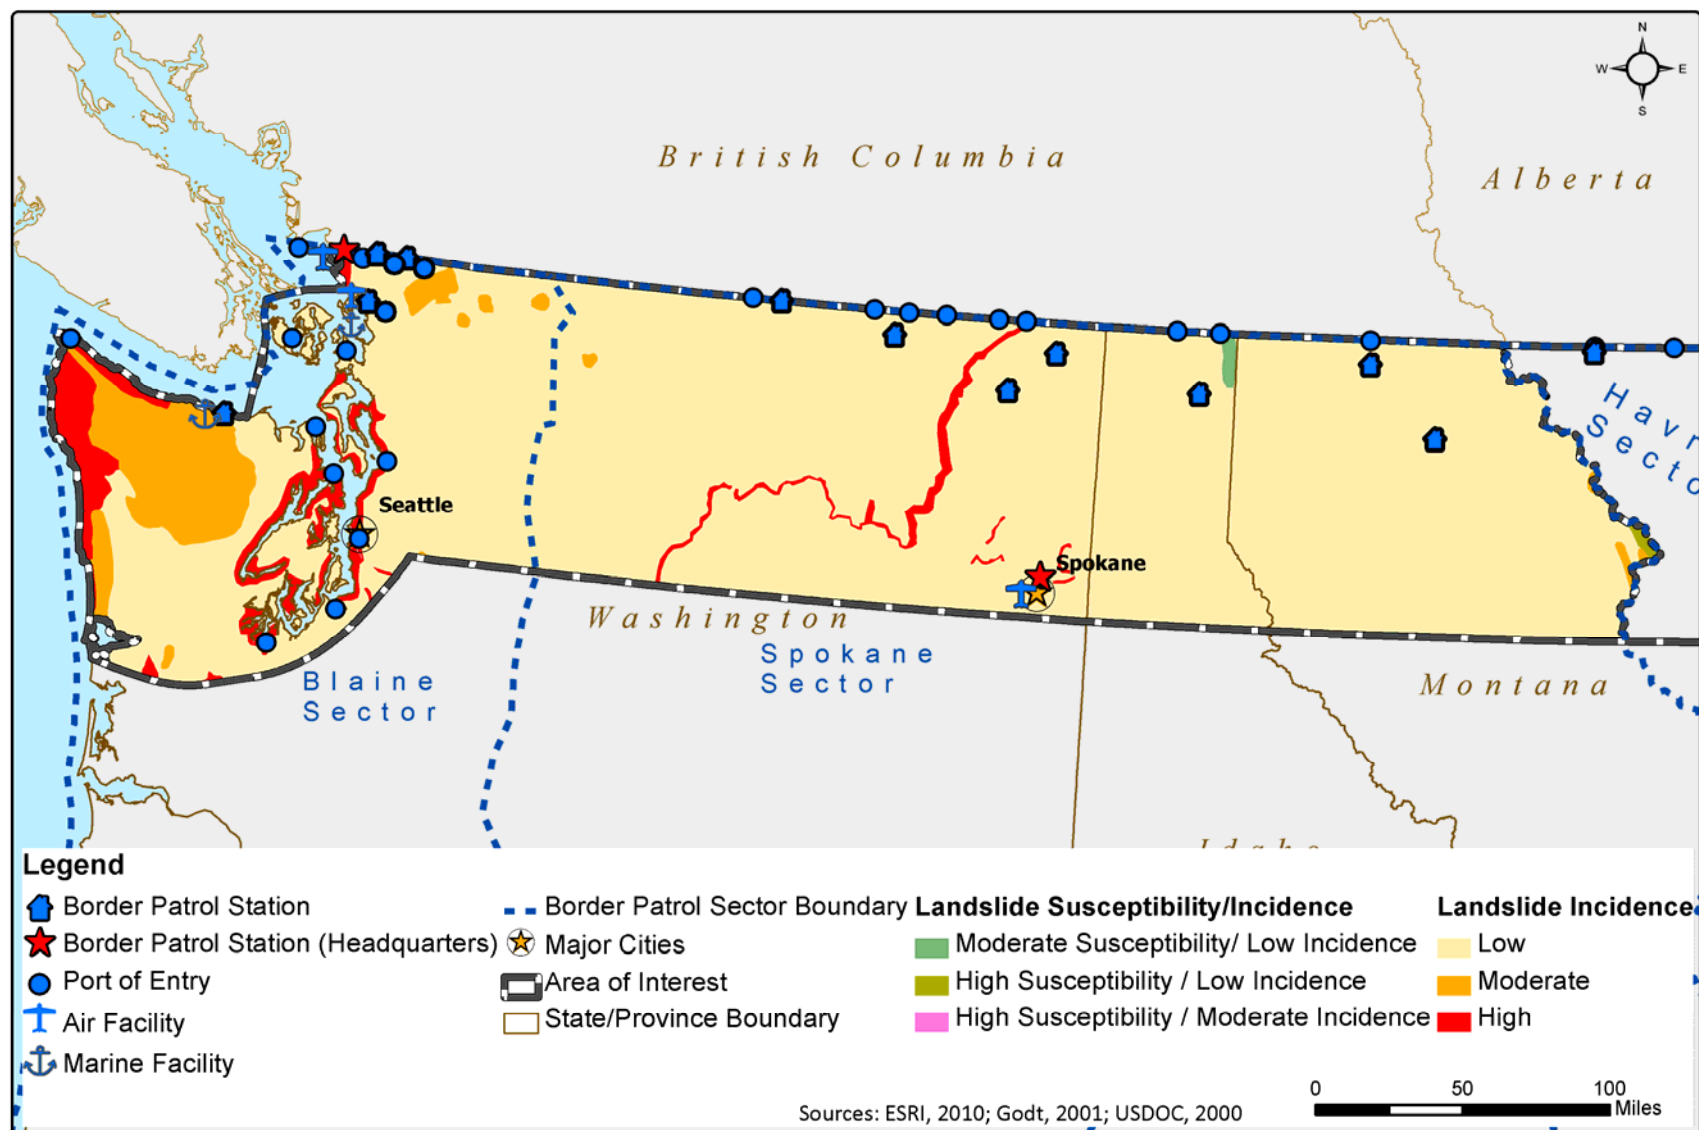 N
W E
S
British Columbia
Alberta
Havr
Secto
Seattle
Spokane
Washington
Spokane
Sector
Blaine
Sector
Montana
Idaho
Legend
Border Patrol Station
Border Patrol Station (Headquarters)
Port of Entry
Air Facility
Marine Facility
Border Patrol Sector Boundary
Major Cities
Area of Interest
State/Province Boundary
Landslide Susceptibility/Incidence
Moderate Susceptibility/ Low Incidence
High Susceptibility / Low Incidence
High Susceptibility / Moderate Incidence
Landslide Incidence
Low
Moderate
High
0 50 100
Miles
Sources: ESRI, 2010; Godt, 2001; USDOC, 2000